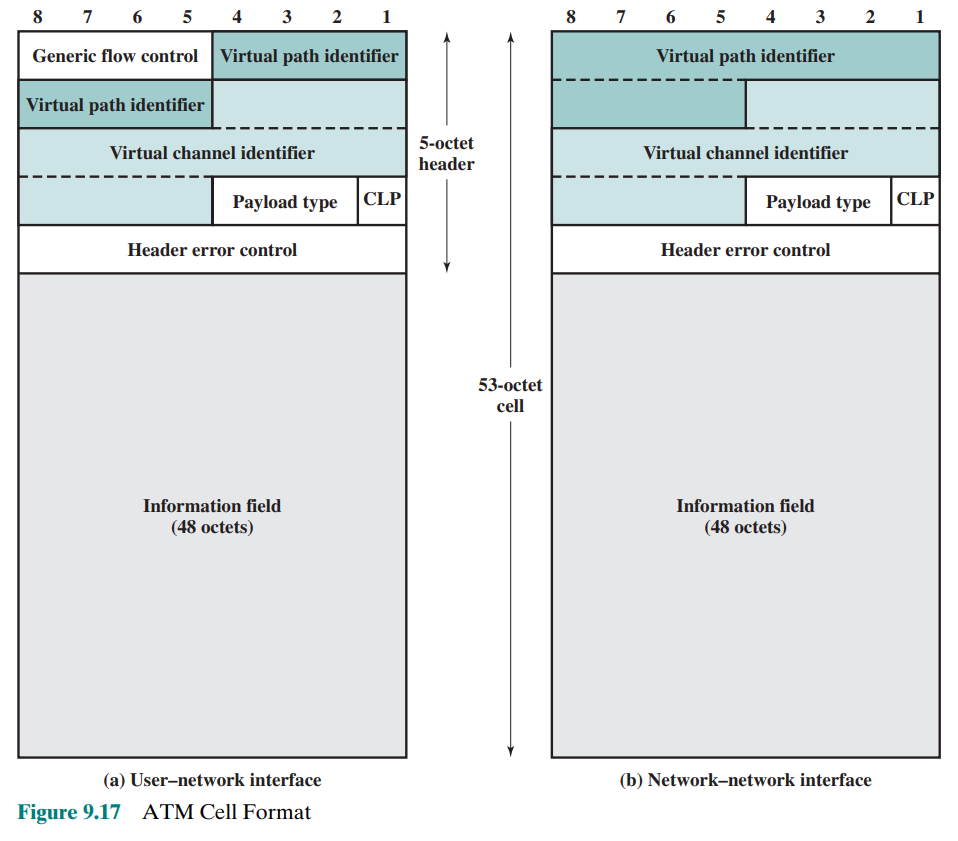 8 7 6 5 4 3 2 1
Generic flow control Virtual path identifier
Virtual path identifier
Virtual channel identifier
Payload type CLP
Header error control
Information field
(48 octets)
(a) User–network interface
5-octet
header
53-octet
cell
8 7 6 5 4 3 2 1
Virtual path identifier
Virtual channel identifier
Payload type CLP
Header error control
Information field
(48 octets)
(b) Network–network interface
Figure 9.17 ATM Cell Format